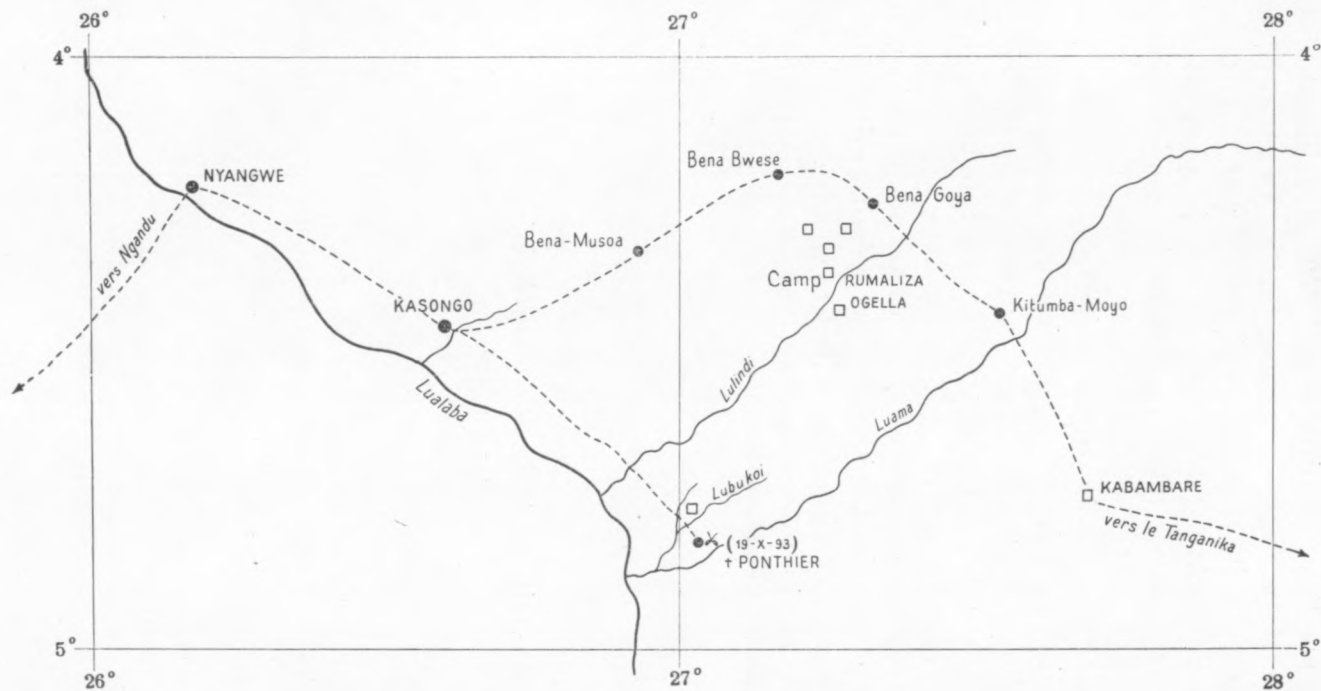 26°
27°
28°
4°
4°
Bena Bwese
NYANGWE
Bena Goya
vers Ngandu
Bena-Musoa
Camp
RUMALIZA
OGELLA
KASONGO
Kitumba-Moyo
Lualaba
Lulindi
Luama
Lubukoi
KABAMBARE
vers le Tanganika
(19-X-93)
† PONTHIER
5°
5°
26°
27°
28°